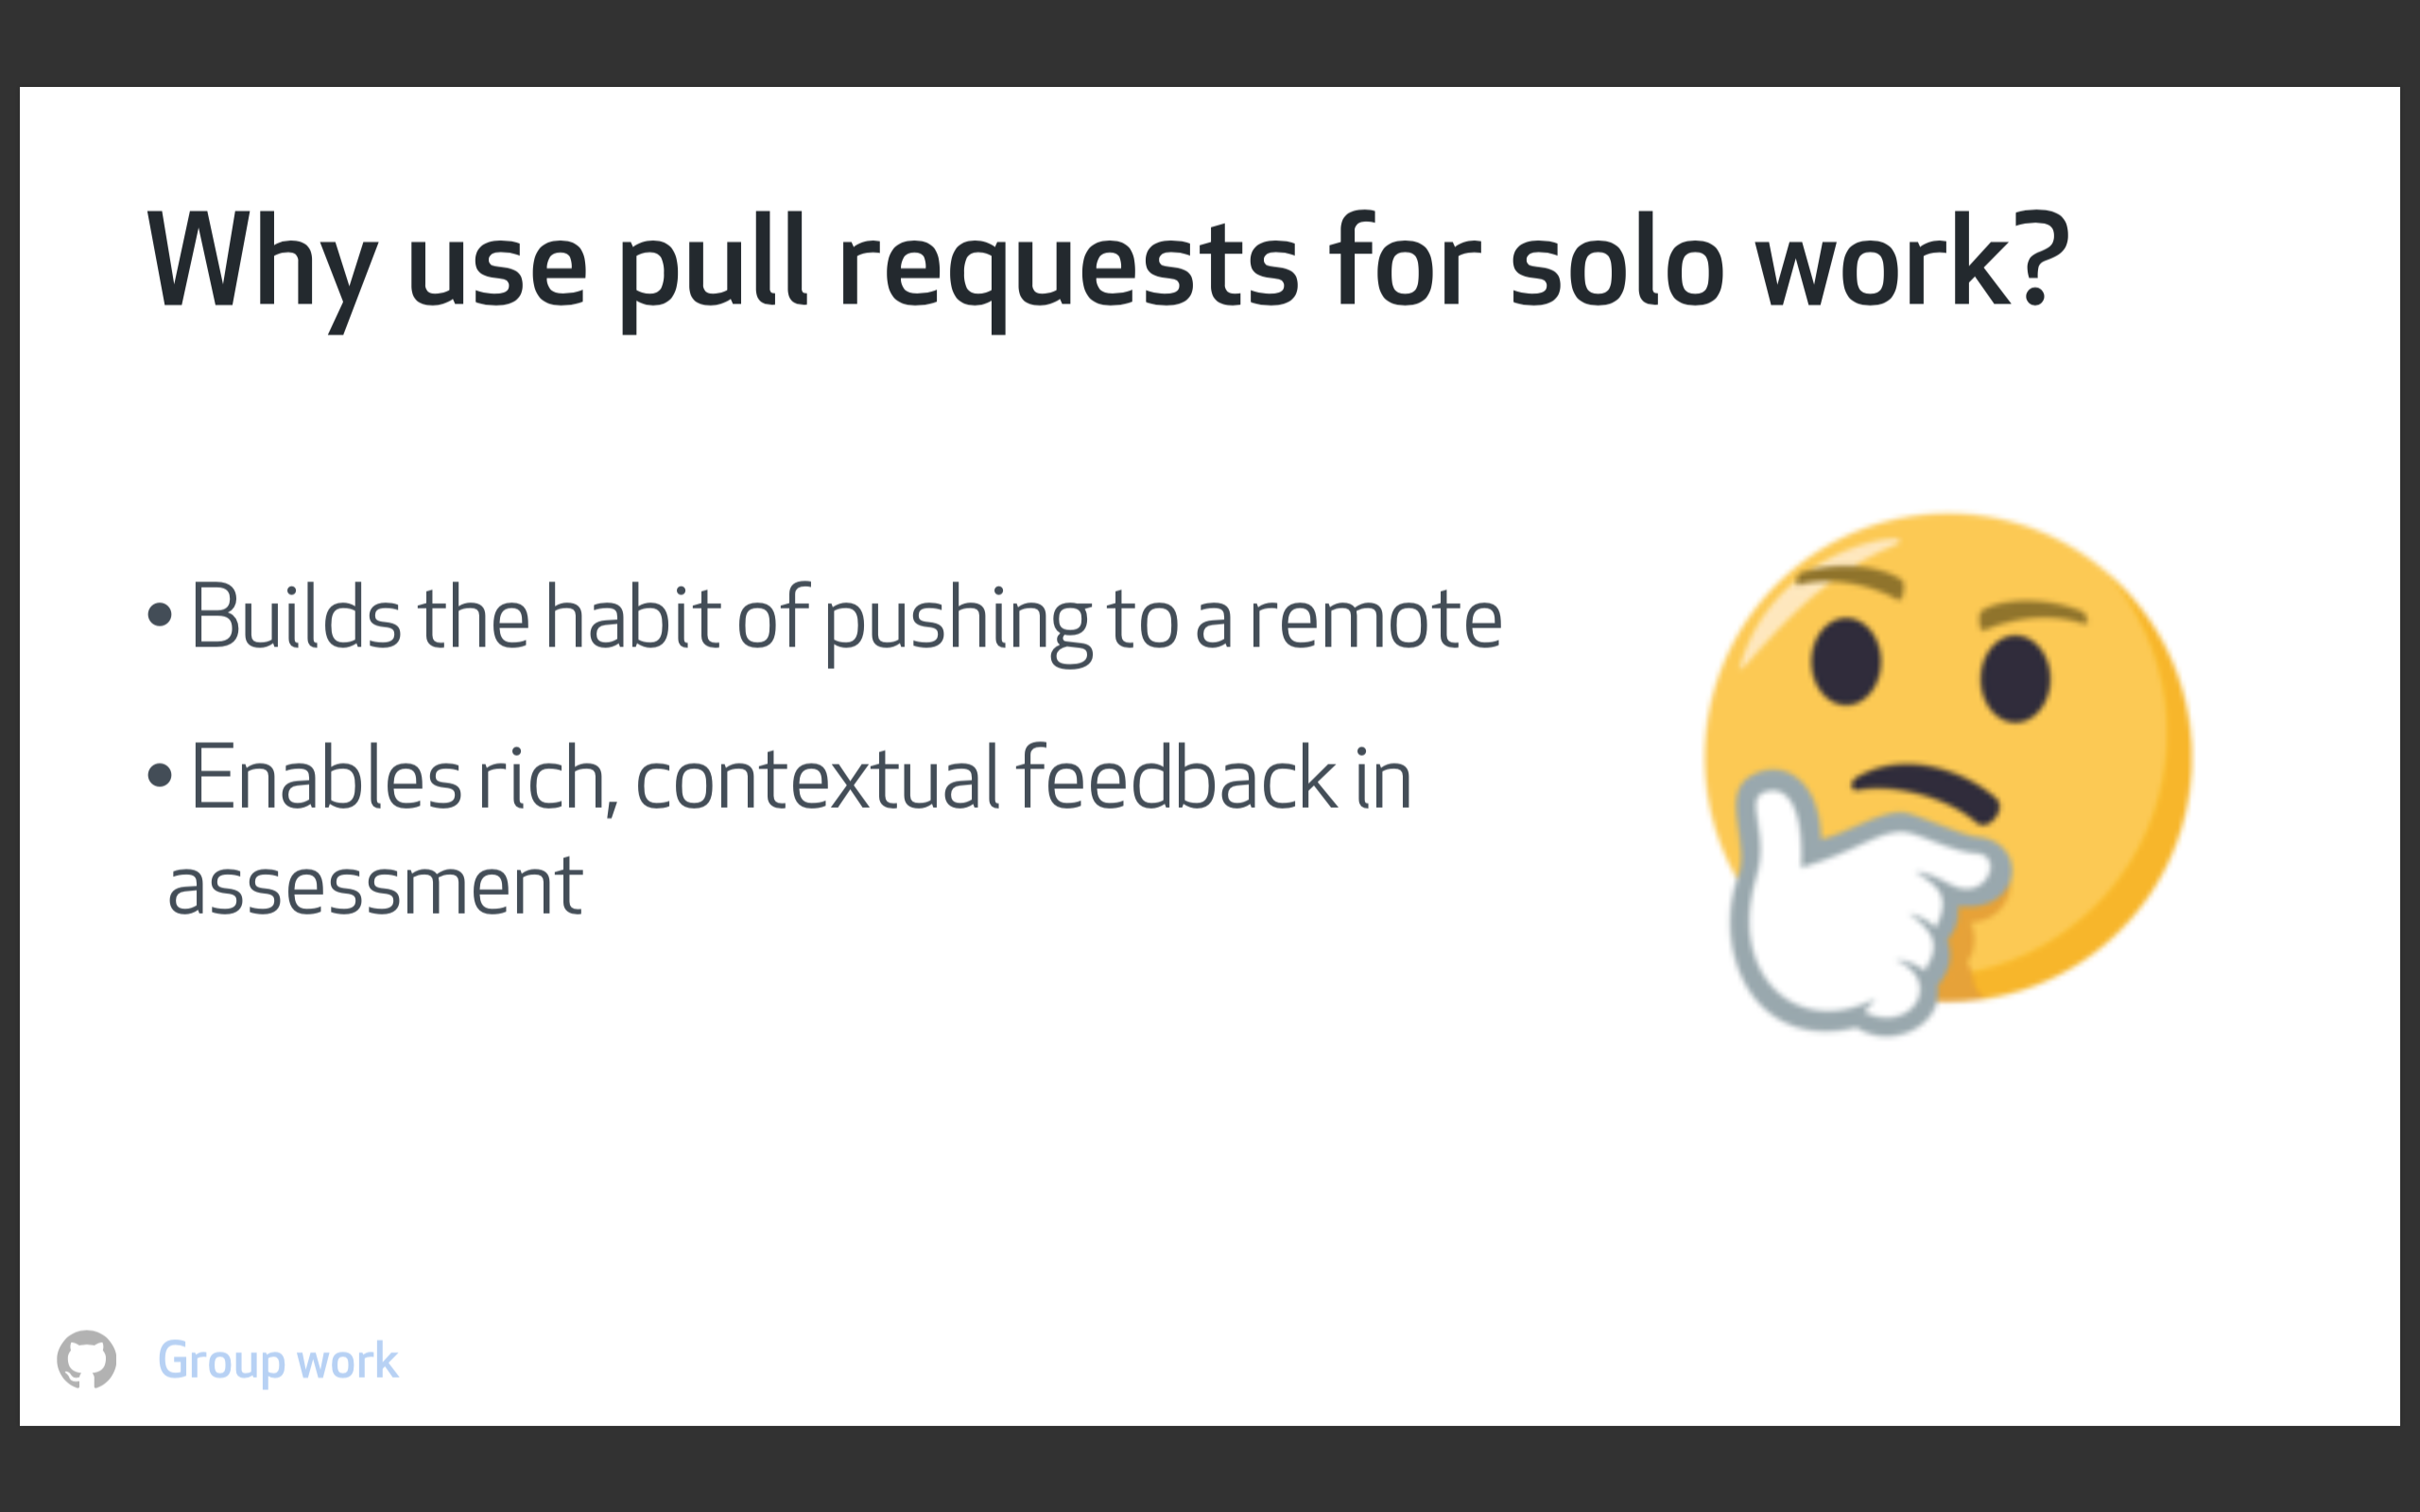 Why use pull requests for solo work?
• Builds the habit of pushing to a remote
• Enables rich, contextual feedback in
assessment
Group work